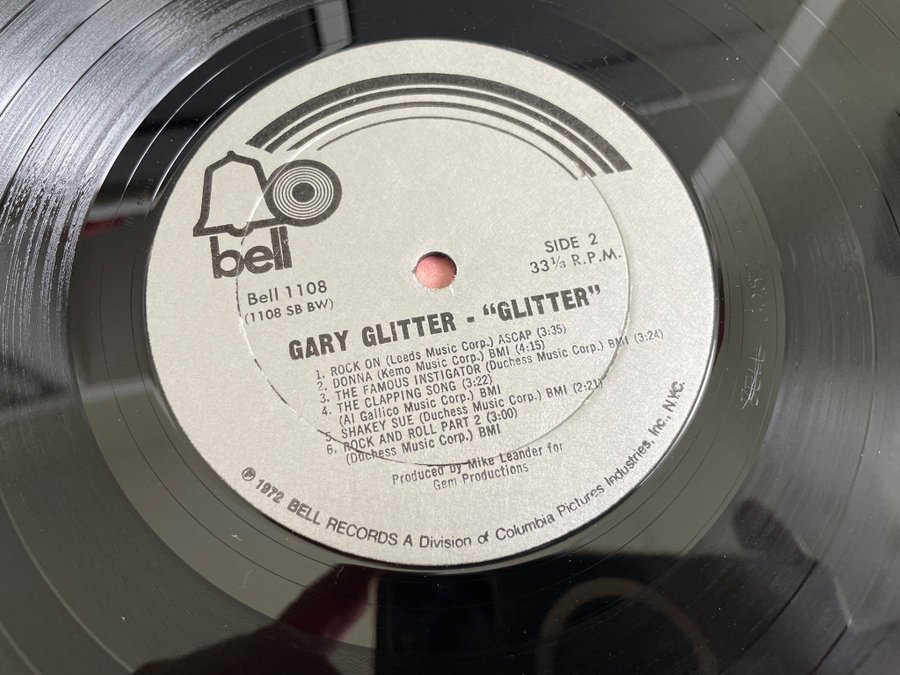 bell
SIDE 2
33⅓ R.P.M.
Bell 1108
(1108 SB BW)
GARY GLITTER - "GLITTER"
1. ROCK ON (Leeds Music Corp.) ASCAP (3:35)
2. DONNA (Kemo Music Corp.) BMI (4:15)
3. THE FAMOUS INSTIGATOR (Duchess Music Corp.) BMI (3:24)
4. THE CLAPPING SONG (3:22)
(Al Gallico Music Corp.) BMI
5. SHAKEY SUE (Duchess Music Corp.) BMI (2:21)
6. ROCK AND ROLL PART 2 (3:00)
(Duchess Music Corp.) BMI
Produced by Mike Leander for
Gem Productions
℗ 1972 BELL RECORDS A Division of Columbia Pictures Industries, Inc., N.Y.C.